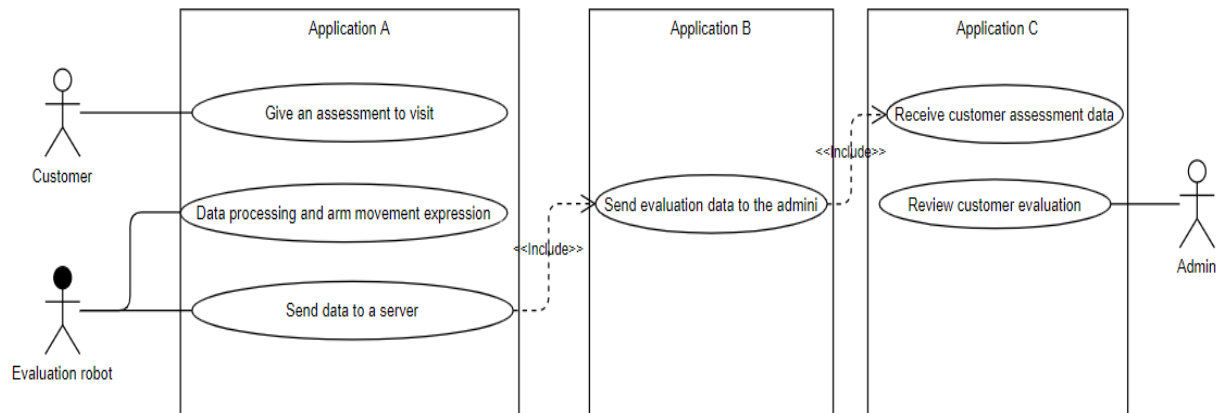 Application A
Application B
Application C
Give an assessment to visit
Receive customer assessment data
<<Include>>
Customer
Data processing and arm movement expression
Send evaluation data to the admini
Review customer evaluation
<<Include>>
Admin
Send data to a server
Evaluation robot